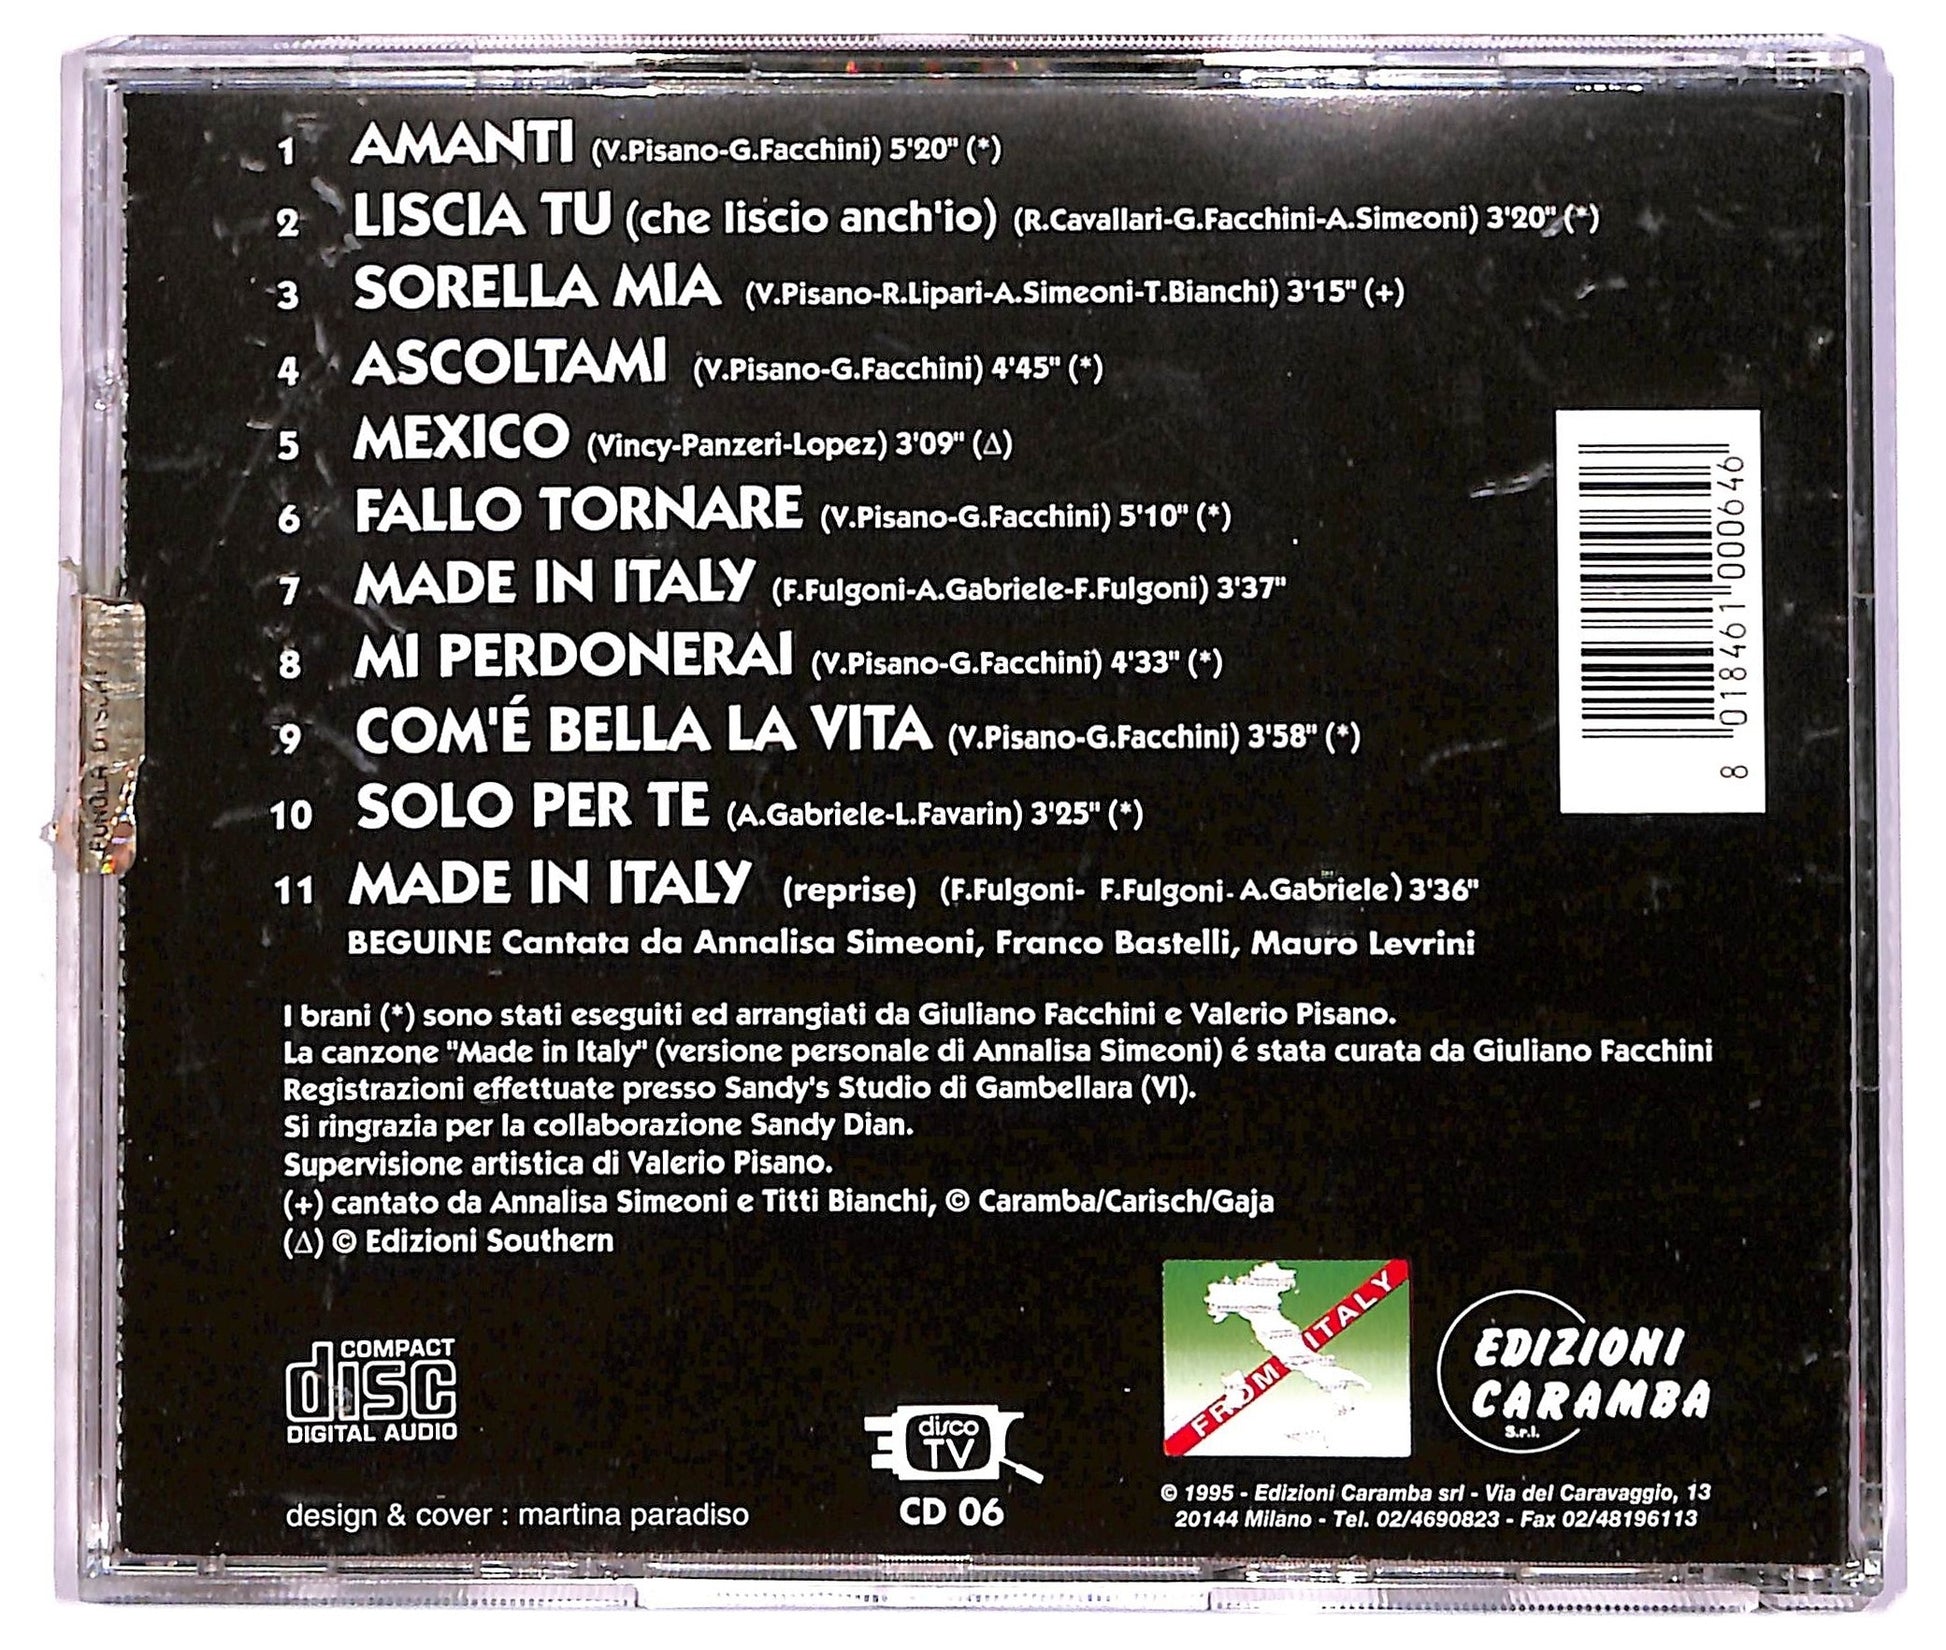 1 AMANTI (V.Pisano-G.Facchini) 5'20" (*)
2 LISCIA TU (che liscio anch'io) (R.Cavallari-G.Facchini-A.Simeoni) 3'20" (*)
3 SORELLA MIA (V.Pisano-R.Lipari-A.Simeoni-T.Bianchi) 3'15" (+)
4 ASCOLTAMI (V.Pisano-G.Facchini) 4'45" (*)
5 MEXICO (Vincy-Panzeri-Lopez) 3'09" (Δ)
6 FALLO TORNARE (V.Pisano-G.Facchini) 5'10" (*)
7 MADE IN ITALY (F.Fulgoni-A.Gabriele-F.Fulgoni) 3'37"
8 MI PERDONERAI (V.Pisano-G.Facchini) 4'33" (*)
9 COM'É BELLA LA VITA (V.Pisano-G.Facchini) 3'58" (*)
10 SOLO PER TE (A.Gabriele-L.Favarin) 3'25" (*)
11 MADE IN ITALY (reprise) (F.Fulgoni- F.Fulgoni-A.Gabriele) 3'36"
BEGUINE Cantata da Annalisa Simeoni, Franco Bastelli, Mauro Levrini
I brani (*) sono stati eseguiti ed arrangiati da Giuliano Facchini e Valerio Pisano.
La canzone "Made in Italy" (versione personale di Annalisa Simeoni) é stata curata da Giuliano Facchini
Registrazioni effettuate presso Sandy's Studio di Gambellara (VI).
Si ringrazia per la collaborazione Sandy Dian.
Supervisione artistica di Valerio Pisano.
(+) cantato da Annalisa Simeoni e Titti Bianchi, © Caramba/Carisch/Gaja
(Δ) © Edizioni Southern
8 018461 000646
COMPACT
disc
DIGITAL AUDIO
design & cover : martina paradiso
disco
TV
CD 06
FROM ITALY
EDIZIONI
CARAMBA
S.r.l.
© 1995 - Edizioni Caramba srl - Via del Caravaggio, 13
20144 Milano - Tel. 02/4690823 - Fax 02/48196113